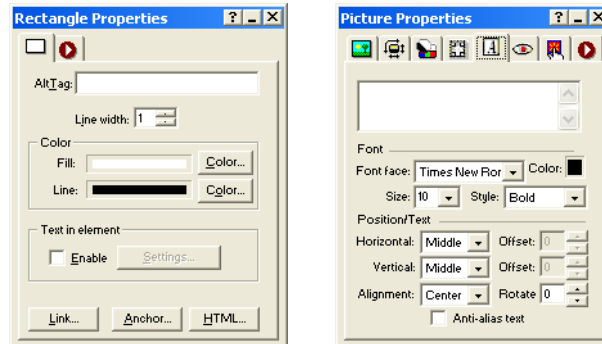 Rectangle Properties
AltTag:
Line width: 1
Color
Fill: Color...
Line: Color...
Text in element
Enable Settings...
Link... Anchor... HTML...
Picture Properties
A
Font
Font face: Times New Ror Color:
Size: 10 Style: Bold
Position/Text
Horizontal: Middle Offset: 0
Vertical: Middle Offset: 0
Alignment: Center Rotate 0
Anti-alias text